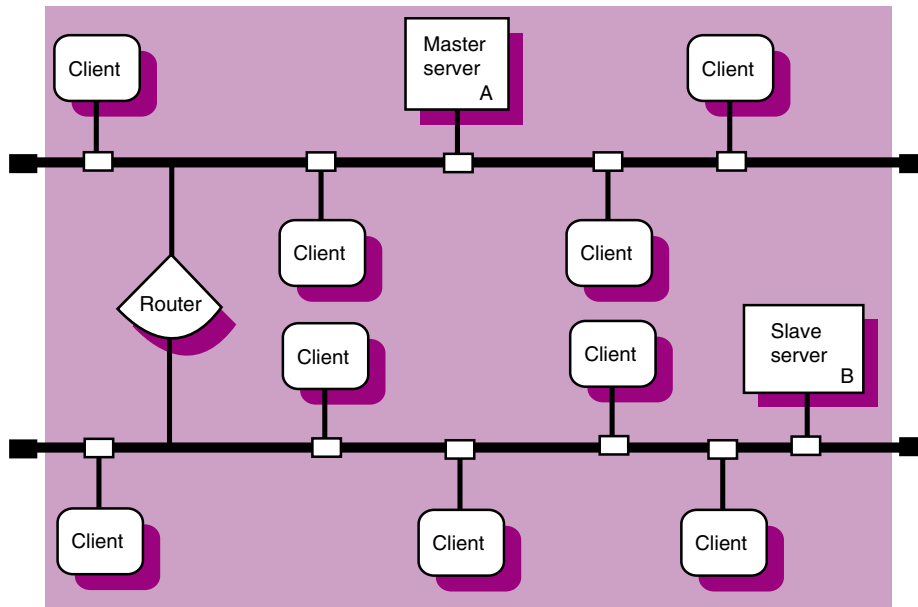 Client
Master
server
A
Client
Client
Client
Router
Client
Client
Slave
server
B
Client
Client
Client